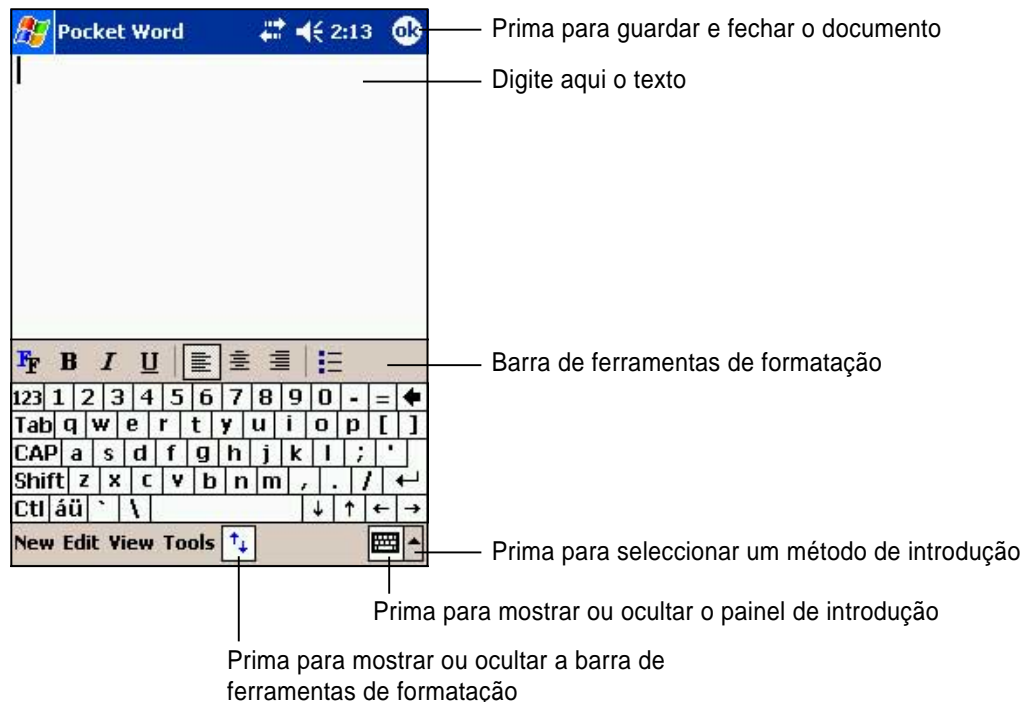 Pocket Word 2:13 ok
Prima para guardar e fechar o documento
Digite aqui o texto
FF B I U
Barra de ferramentas de formatação
123 1 2 3 4 5 6 7 8 9 0 - =
Tab q w e r t y u i o p [ ]
CAP a s d f g h j k l ; '
Shift z x c v b n m , . /
Ctl áü ` \ ↓ ↑ ← →
New Edit View Tools
Prima para seleccionar um método de introdução
Prima para mostrar ou ocultar o painel de introdução
Prima para mostrar ou ocultar a barra de
ferramentas de formatação